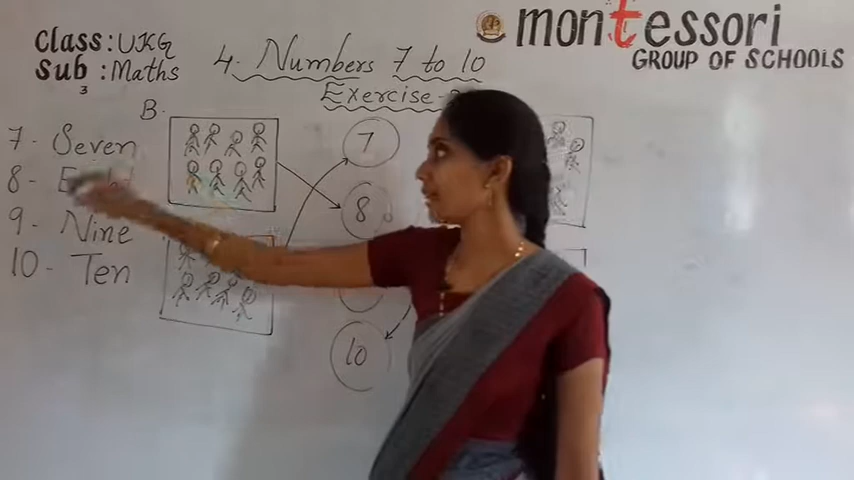 montessori
GROUP OF SCHOOLS
Class: UKG
Sub : Maths
3
4. Numbers 7 to 10
Exercise-
B.
7 - Seven
8 -
9 - Nine
10 - Ten
7
8
10